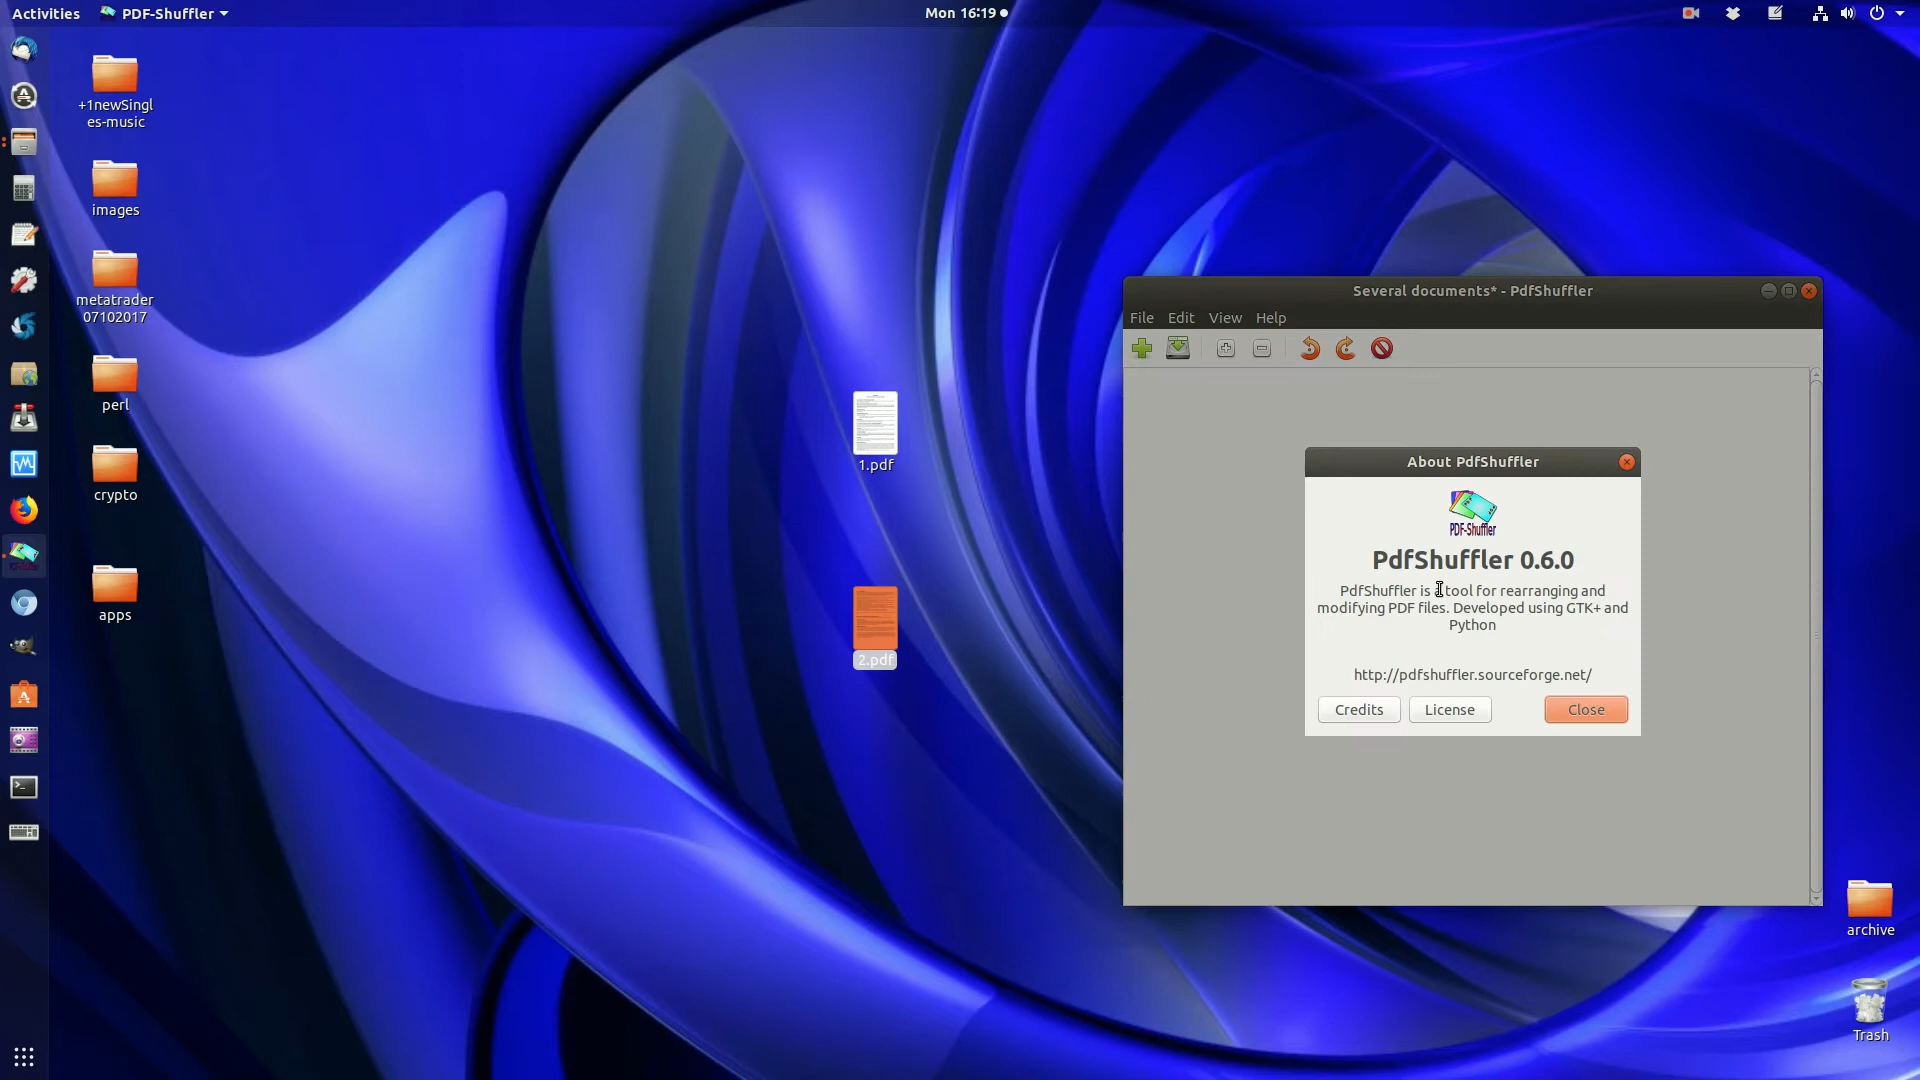 Activities
PDF-Shuffler
Mon 16:19
+1newSingl
es-music
images
metatrader
07102017
perl
crypto
apps
1.pdf
2.pdf
Several documents* - PdfShuffler
File Edit View Help
About PdfShuffler
PDF-Shuffler
PdfShuffler 0.6.0
PdfShuffler is a tool for rearranging and
modifying PDF files. Developed using GTK+ and
Python
http://pdfshuffler.sourceforge.net/
Credits License Close
archive
Trash